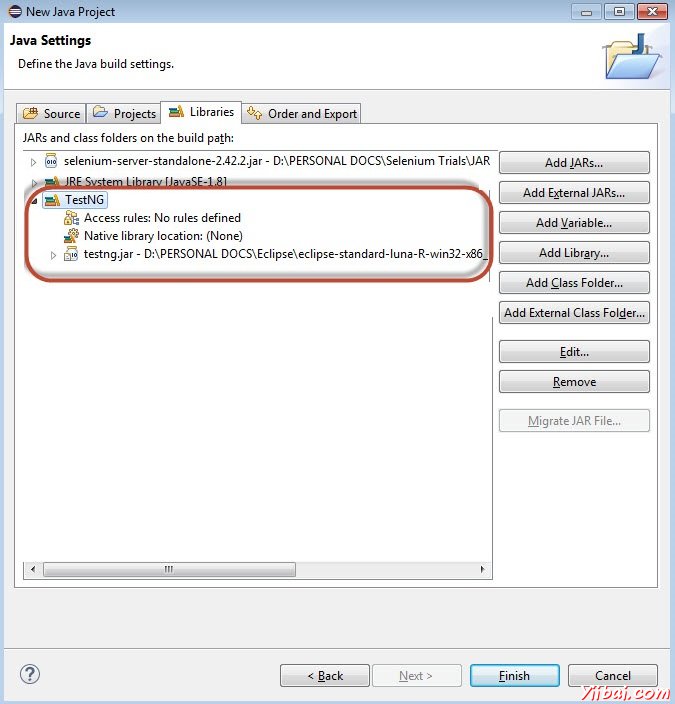 New Java Project
Java Settings
Define the Java build settings.
Source Projects Libraries Order and Export
JARs and class folders on the build path:
selenium-server-standalone-2.42.2.jar - D:\PERSONAL DOCS\Selenium Trials\JAR
JRE System Library [JavaSE-1.8]
TestNG
Access rules: No rules defined
Native library location: (None)
testng.jar - D:\PERSONAL DOCS\Eclipse\eclipse-standard-luna-R-win32-x86_
Add JARs...
Add External JARs...
Add Variable...
Add Library...
Add Class Folder...
Add External Class Folder...
Edit...
Remove
Migrate JAR File...
< Back Next > Finish Cancel
Yiibai.com